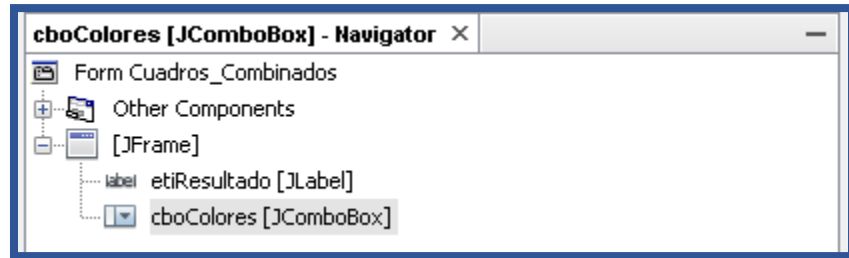 cboColores [JComboBox] - Navigator
Form Cuadros_Combinados
Other Components
[JFrame]
label etiResultado [JLabel]
cboColores [JComboBox]